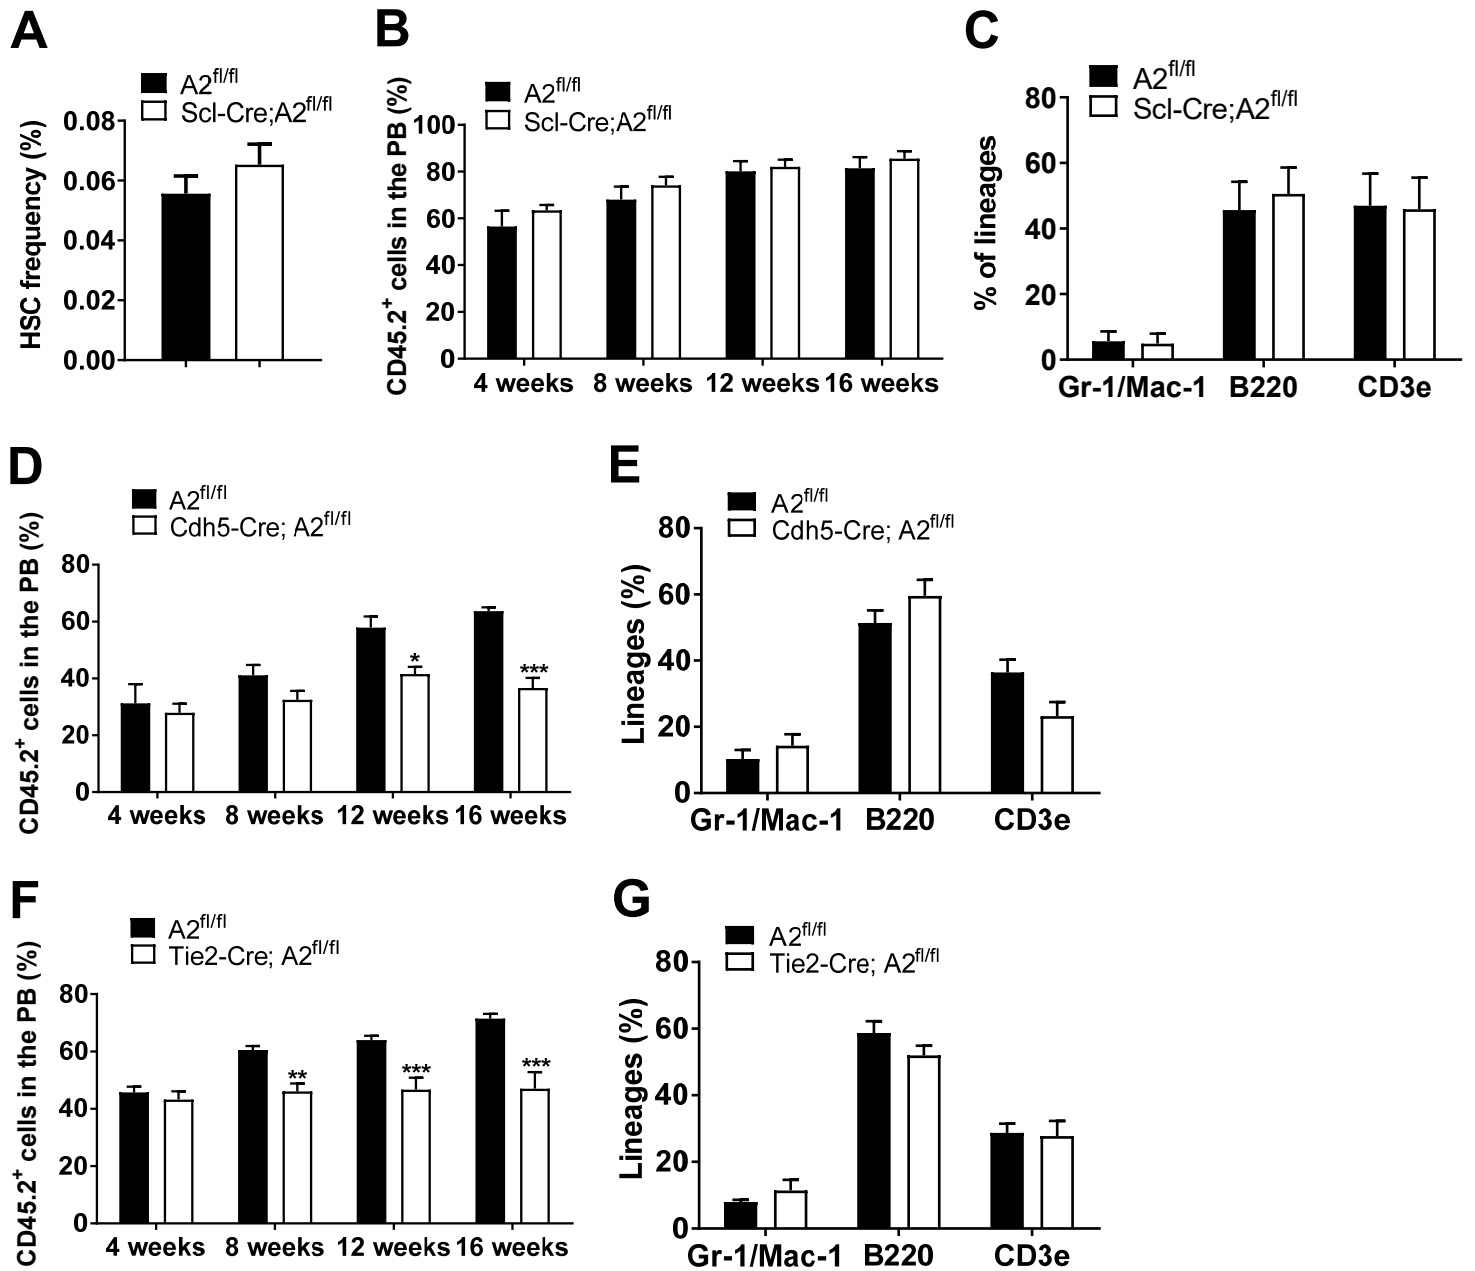 A
A2fl/fl
Scl-Cre;A2fl/fl
HSC frequency (%)
0.08
0.06
0.04
0.02
0.00
B
A2fl/fl
Scl-Cre;A2fl/fl
CD45.2+ cells in the PB (%)
100
80
60
40
20
0
4 weeks 8 weeks 12 weeks 16 weeks
C
A2fl/fl
Scl-Cre;A2fl/fl
% of lineages
80
60
40
20
0
Gr-1/Mac-1 B220 CD3e
D
A2fl/fl
Cdh5-Cre; A2fl/fl
CD45.2+ cells in the PB (%)
80
60
40
20
0
*
***
4 weeks 8 weeks 12 weeks 16 weeks
E
A2fl/fl
Cdh5-Cre; A2fl/fl
Lineages (%)
80
60
40
20
0
Gr-1/Mac-1 B220 CD3e
F
A2fl/fl
Tie2-Cre; A2fl/fl
CD45.2+ cells in the PB (%)
80
60
40
20
0
**
***
***
4 weeks 8 weeks 12 weeks 16 weeks
G
A2fl/fl
Tie2-Cre; A2fl/fl
Lineages (%)
80
60
40
20
0
Gr-1/Mac-1 B220 CD3e